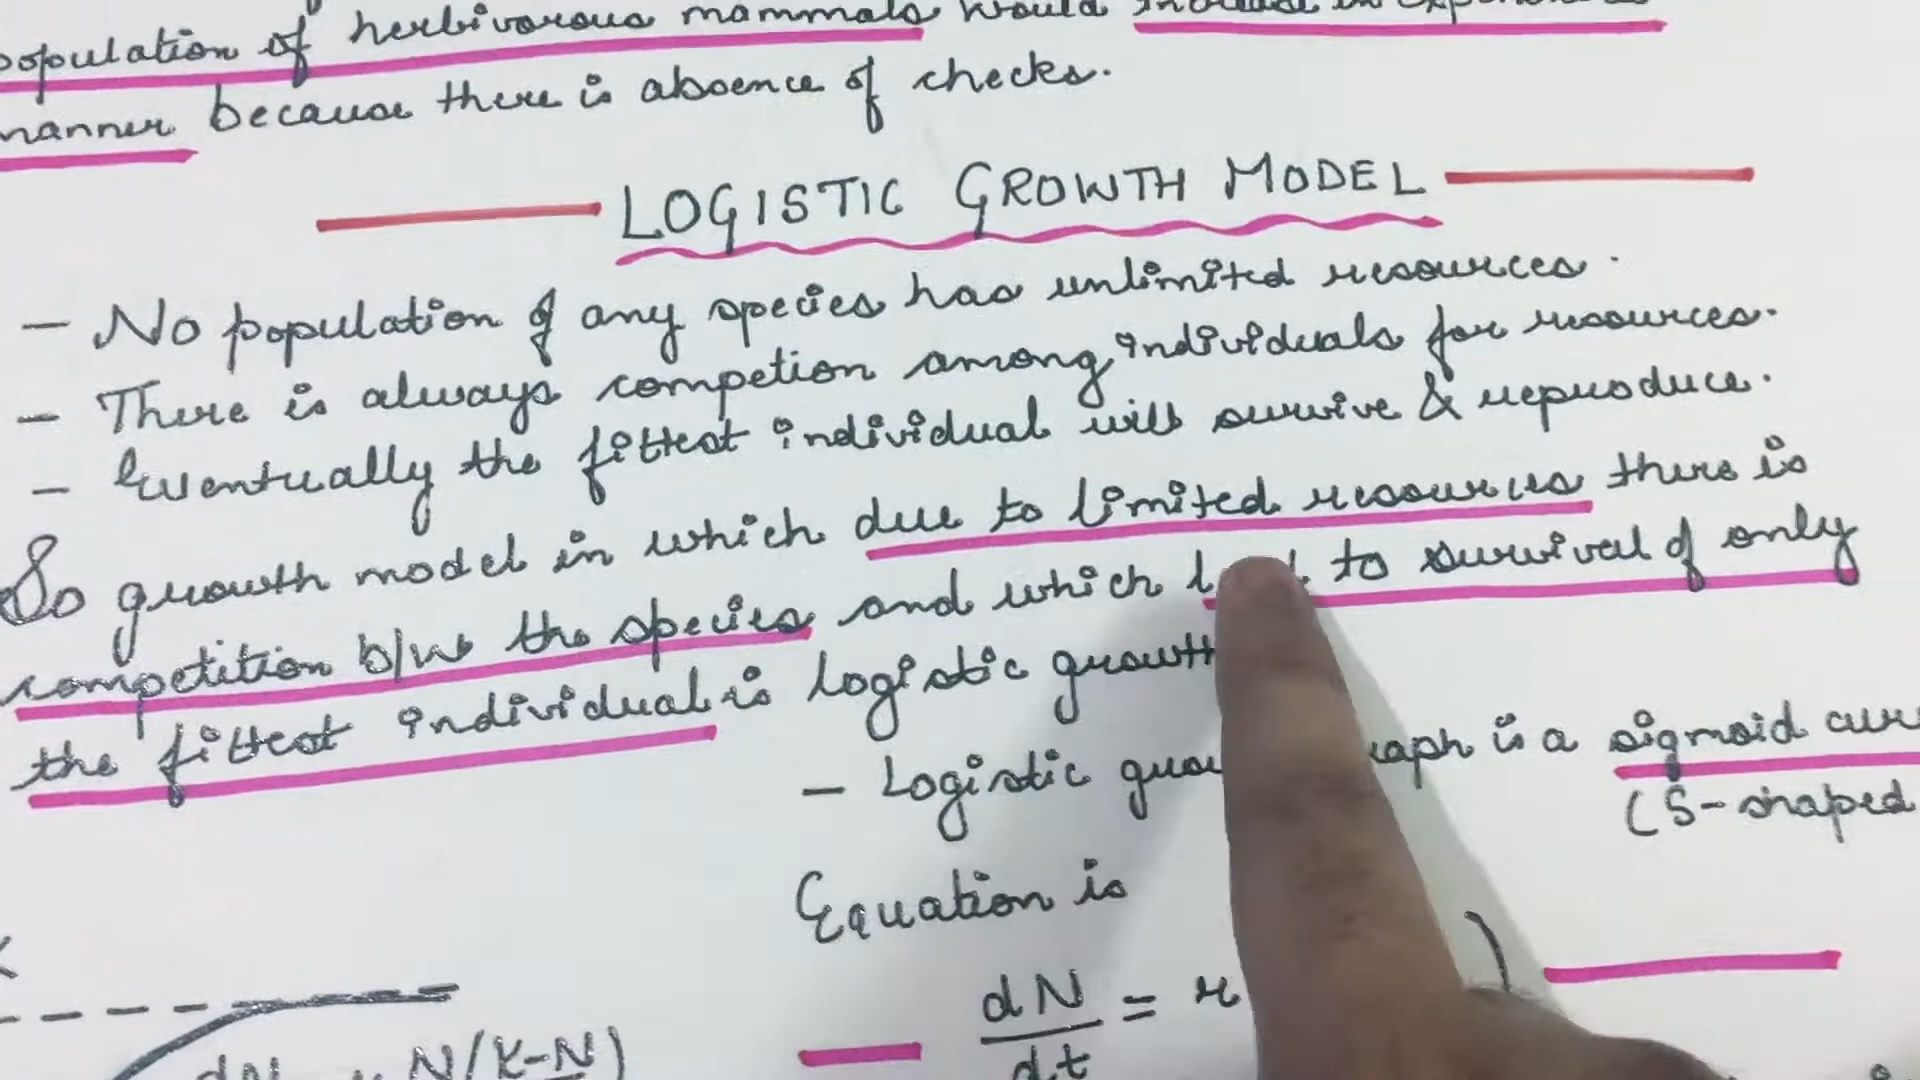 population of herbivorous mammals would increase in
manner because there is absence of checks.
LOGISTIC GROWTH MODEL
- No population of any species has unlimited resources.
- There is always competion among individuals for resources.
- Eventually the fittest individual will survive & reproduce.
So growth model in which due to limited resources there is
competition b/w the species and which to survival of only
the fittest individual is logistic growth
- Logistic is a sigmoid
(S-shaped
Equation is
K
dN/dt = r
dN N(K-N)